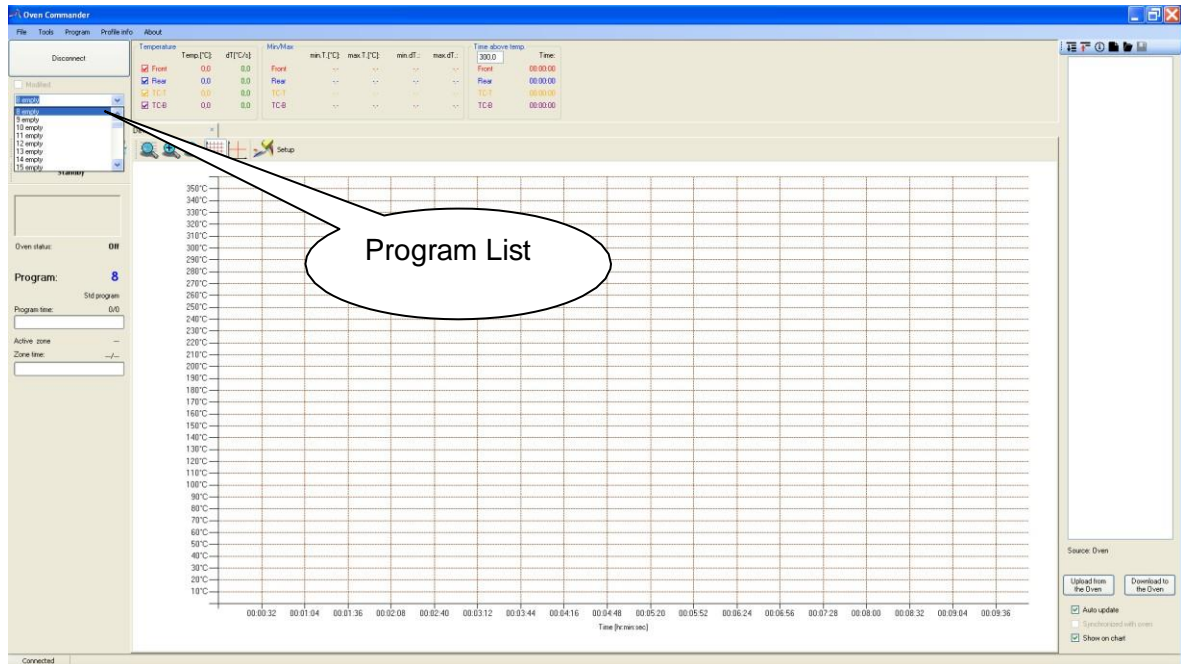 Oven Commander
File Tools Program Profile info About
Disconnect
Modified
8 empty
8 empty
9 empty
10 empty
11 empty
12 empty
13 empty
14 empty
15 empty
Standby
Oven status: Off
Program: 8
Std program
Program time: 0/0
Active zone --
Zone time: --/--
Temperature
Temp.[°C]: dT[°C/s]:
Front 0,0 0,0
Rear 0,0 0,0
TC-T 0,0 0,0
TC-B 0,0 0,0
Min/Max
min.T.[°C]: max.T.[°C]: min.dT.: max.dT.:
Front -.- -.- -.- -.-
Rear -.- -.- -.- -.-
TC-T -.- -.- -.- -.-
TC-B -.- -.- -.- -.-
Time above temp.
300.0 Time:
Front 00:00:00
Rear 00:00:00
TC-T 00:00:00
TC-B 00:00:00
Setup
Program List
350°C
340°C
330°C
320°C
310°C
300°C
290°C
280°C
270°C
260°C
250°C
240°C
230°C
220°C
210°C
200°C
190°C
180°C
170°C
160°C
150°C
140°C
130°C
120°C
110°C
100°C
90°C
80°C
70°C
60°C
50°C
40°C
30°C
20°C
10°C
00:00:32 00:01:04 00:01:36 00:02:08 00:02:40 00:03:12 00:03:44 00:04:16 00:04:48 00:05:20 00:05:52 00:06:24 00:06:56 00:07:28 00:08:00 00:08:32 00:09:04 00:09:36
Time [hr:min:sec]
Source: Oven
Upload from
the Oven
Download to
the Oven
Auto update
Synchronized with oven
Show on chart
Connected